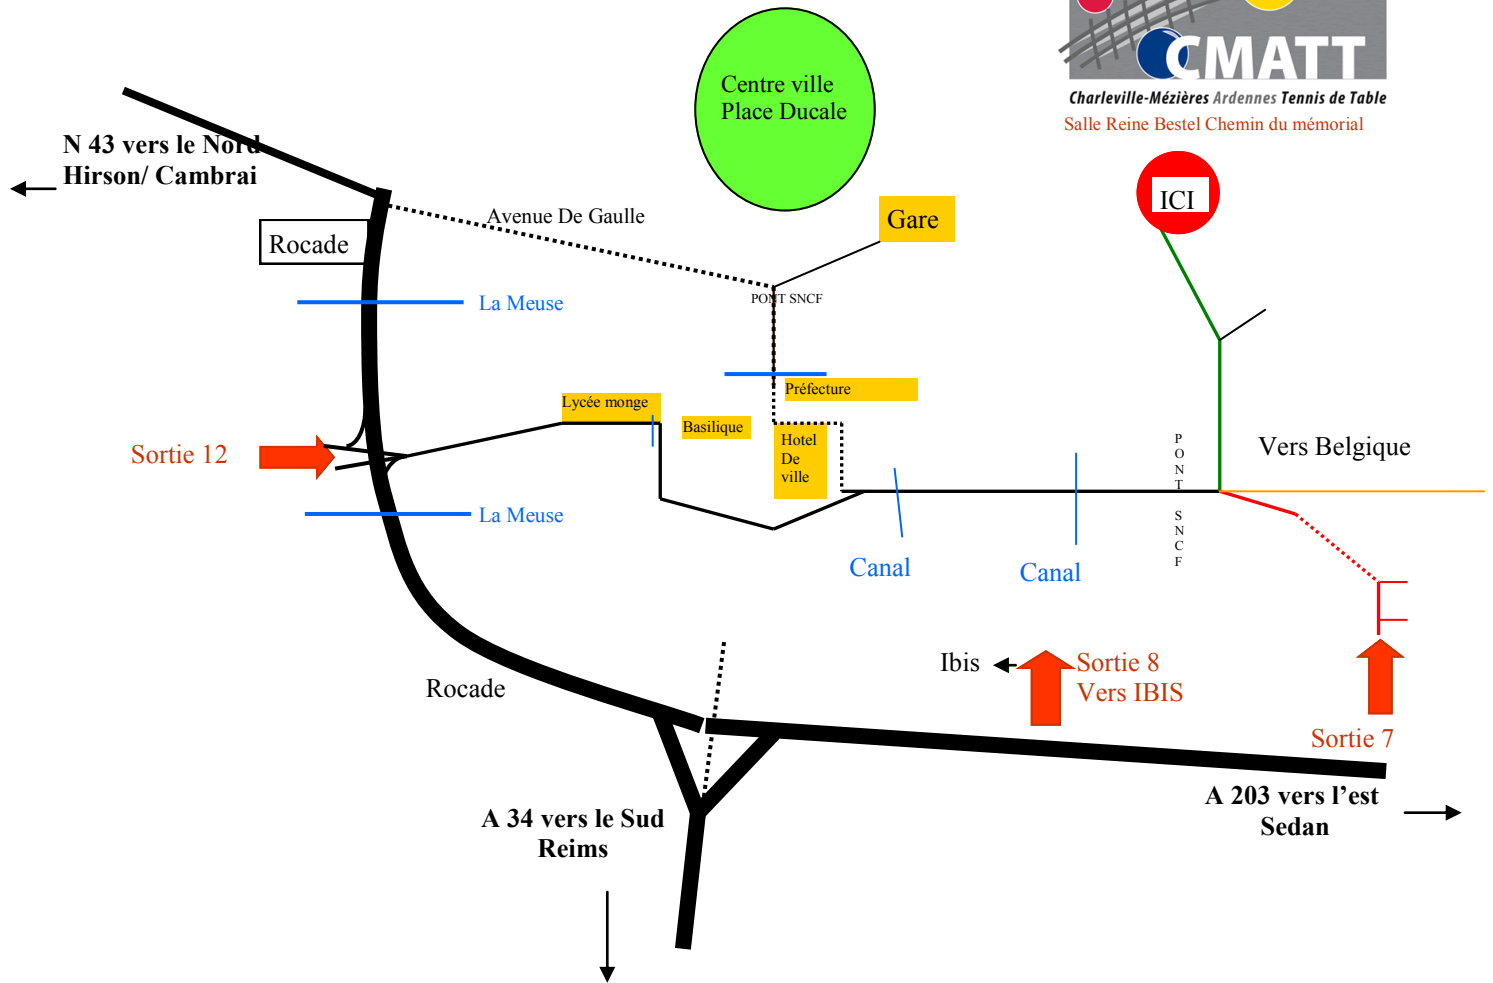 CMATT
Charleville-Mézières Ardennes Tennis de Table
Salle Reine Bestel Chemin du mémorial
Centre ville
Place Ducale
N 43 vers le Nord
Hirson/ Cambrai
ICI
Avenue De Gaulle
Gare
Rocade
PONT SNCF
La Meuse
Préfecture
Lycée monge
Basilique
Hotel
De
ville
Sortie 12
PONT SNCF
Vers Belgique
La Meuse
Canal
Canal
Ibis
Sortie 8
Vers IBIS
Rocade
Sortie 7
A 203 vers l’est
Sedan
A 34 vers le Sud
Reims